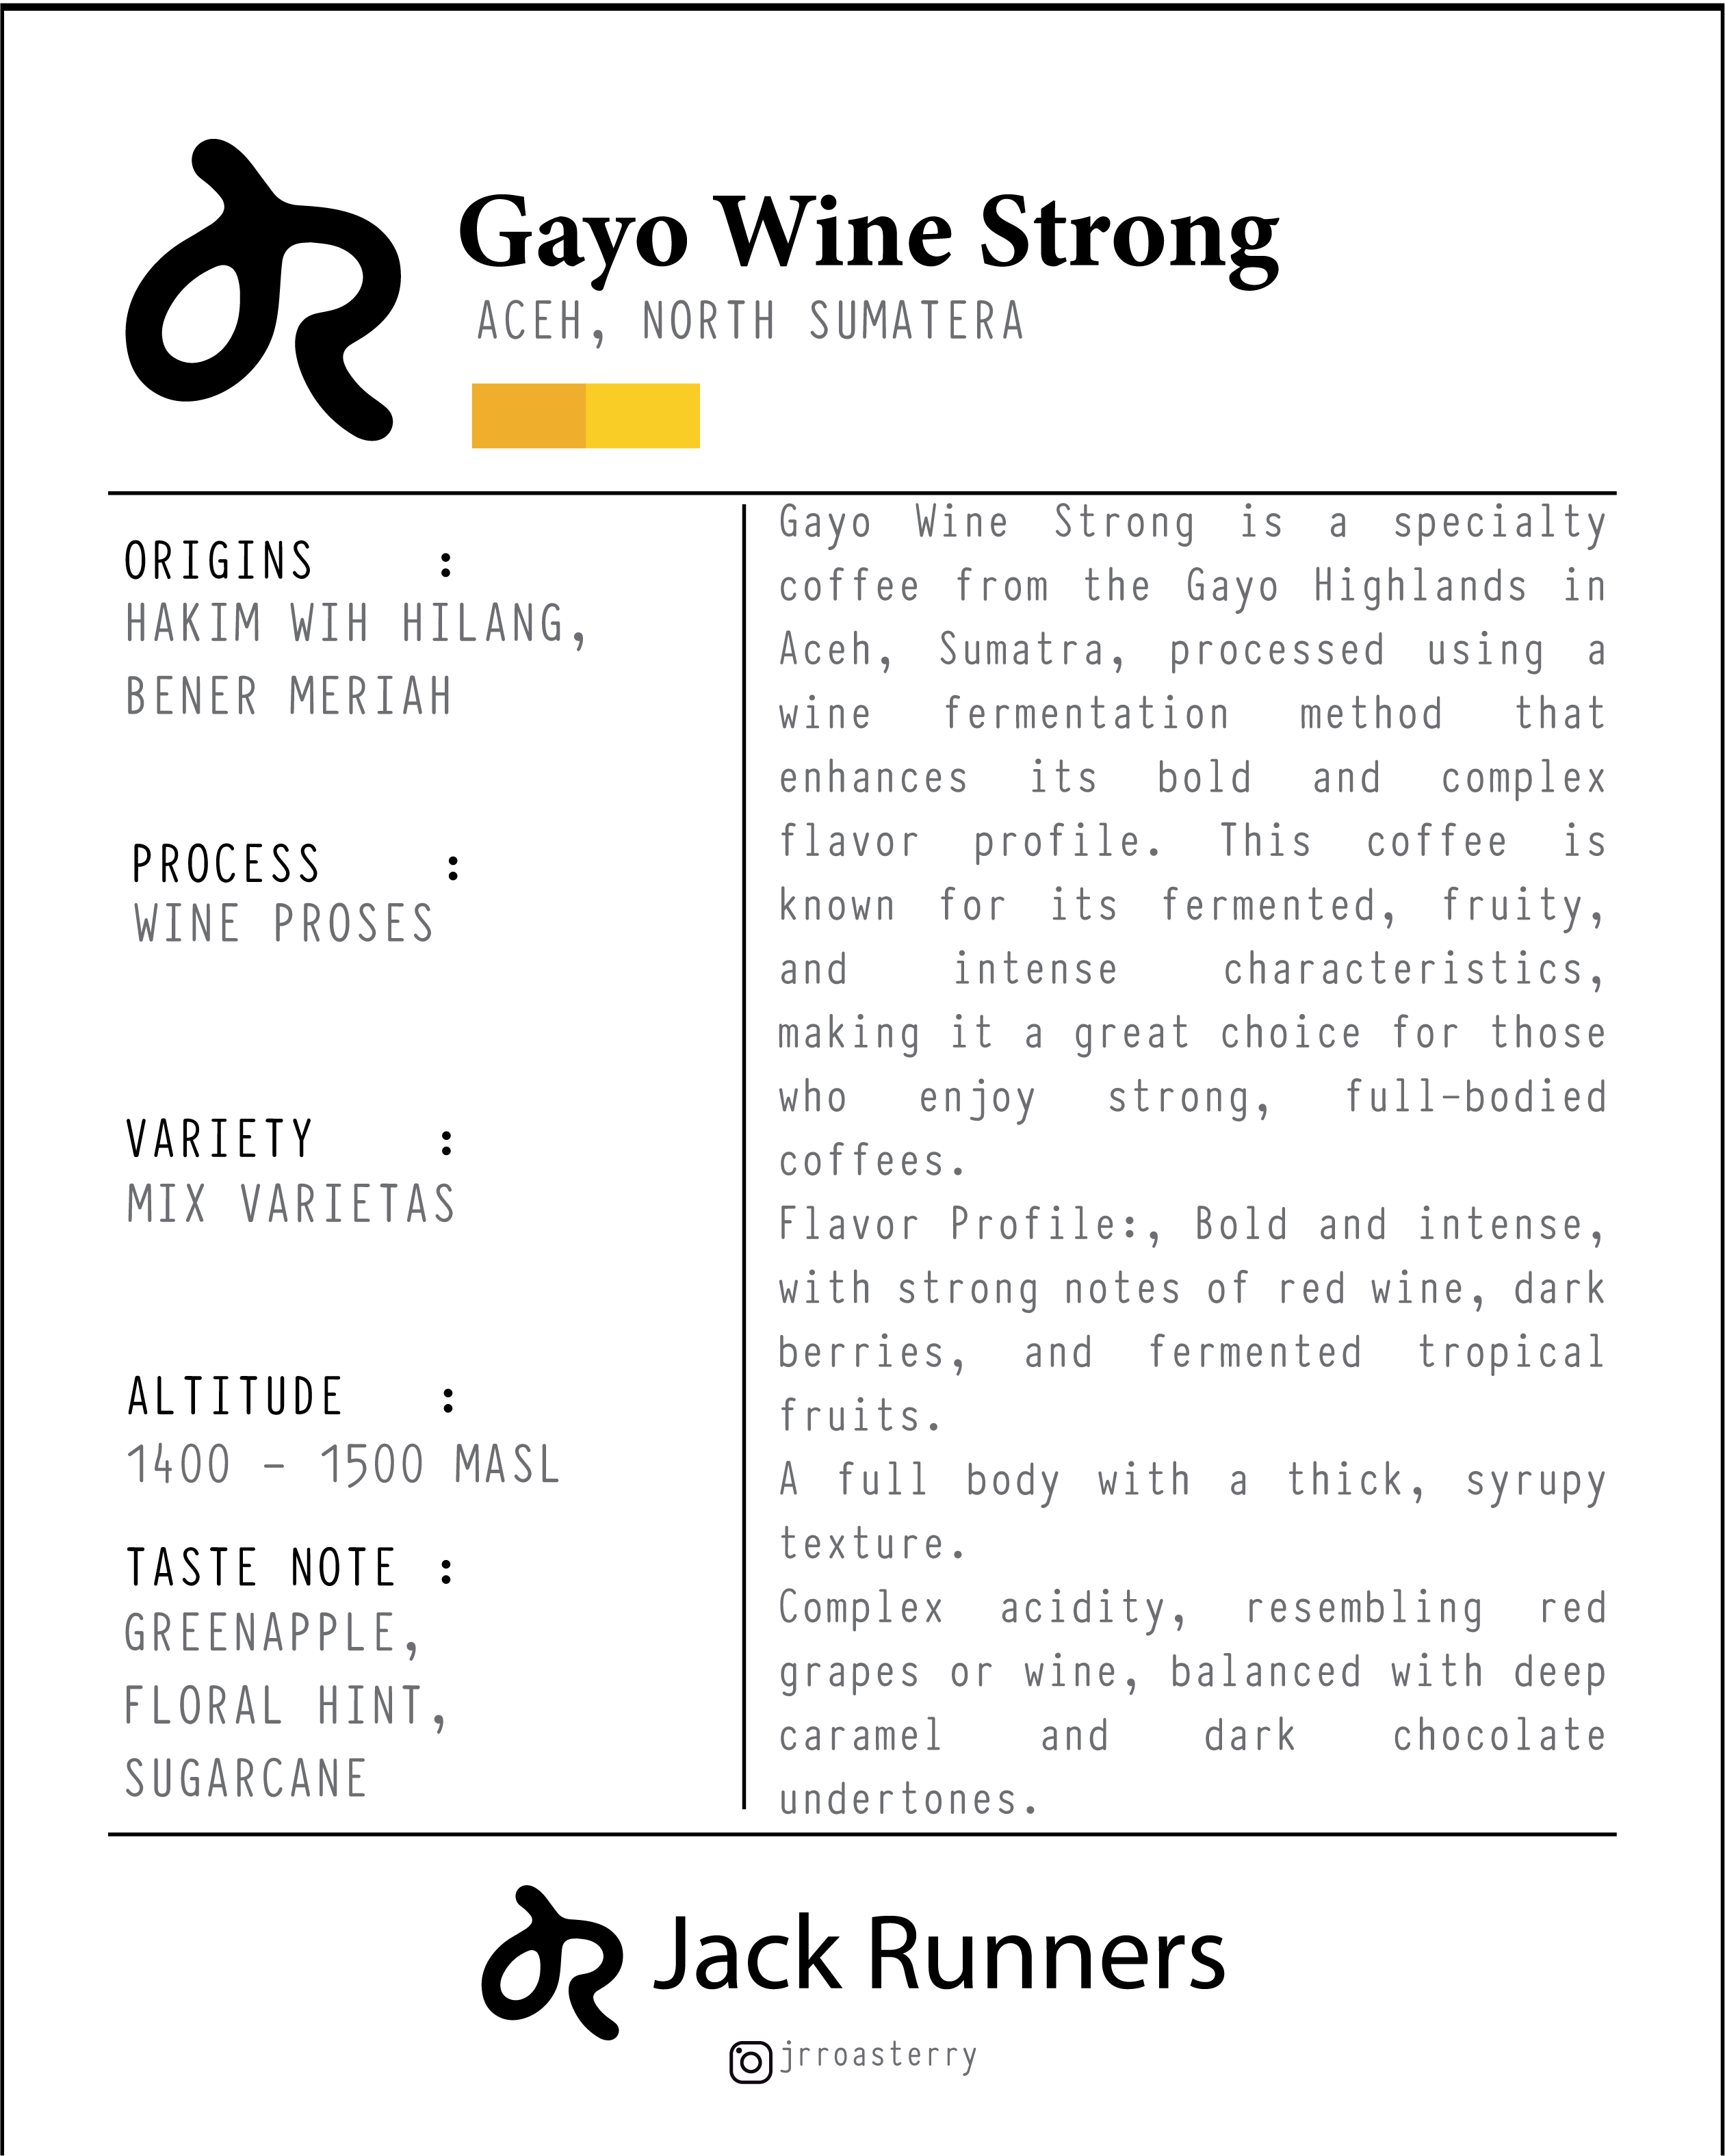 Gayo Wine Strong
ACEH, NORTH SUMATERA
ORIGINS :
HAKIM WIH HILANG,
BENER MERIAH
PROCESS :
WINE PROSES
VARIETY :
MIX VARIETAS
ALTITUDE :
1400 - 1500 MASL
TASTE NOTE :
GREENAPPLE,
FLORAL HINT,
SUGARCANE
Gayo Wine Strong is a specialty
coffee from the Gayo Highlands in
Aceh, Sumatra, processed using a
wine fermentation method that
enhances its bold and complex
flavor profile. This coffee is
known for its fermented, fruity,
and intense characteristics,
making it a great choice for those
who enjoy strong, full-bodied
coffees.
Flavor Profile:, Bold and intense,
with strong notes of red wine, dark
berries, and fermented tropical
fruits.
A full body with a thick, syrupy
texture.
Complex acidity, resembling red
grapes or wine, balanced with deep
caramel and dark chocolate
undertones.
Jack Runners
jrroasterry